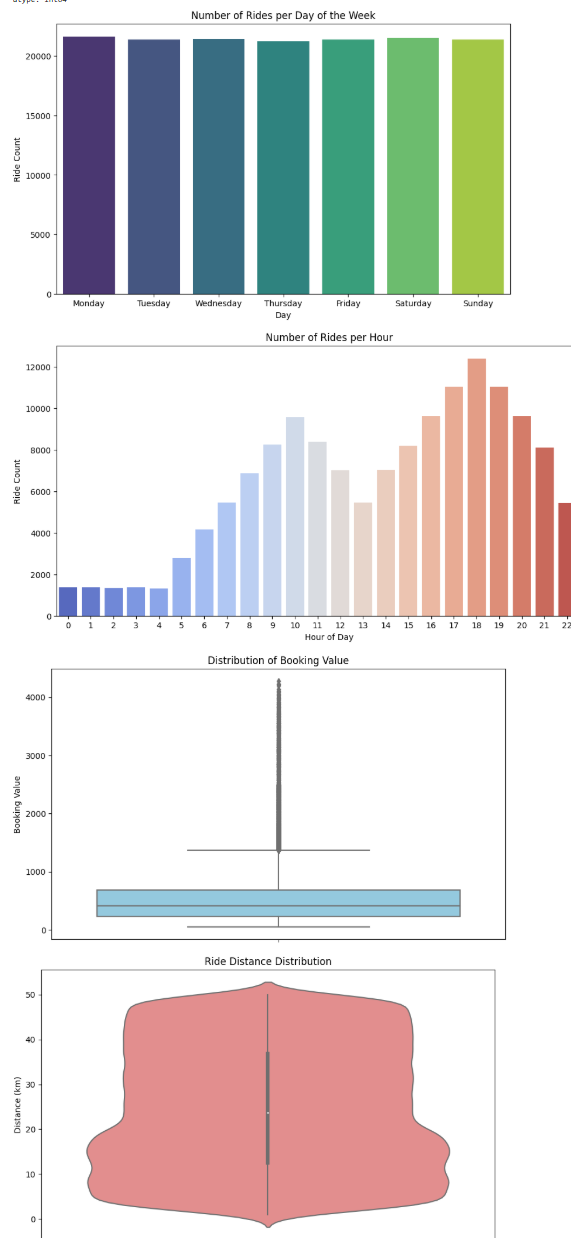 dtype: int64
Number of Rides per Day of the Week
20000
15000
10000
5000
0
Ride Count
Monday Tuesday Wednesday Thursday Friday Saturday Sunday
Day
Number of Rides per Hour
12000
10000
8000
6000
4000
2000
0
Ride Count
0 1 2 3 4 5 6 7 8 9 10 11 12 13 14 15 16 17 18 19 20 21 22
Hour of Day
Distribution of Booking Value
4000
3000
2000
1000
0
Booking Value
Ride Distance Distribution
50
40
30
20
10
0
Distance (km)